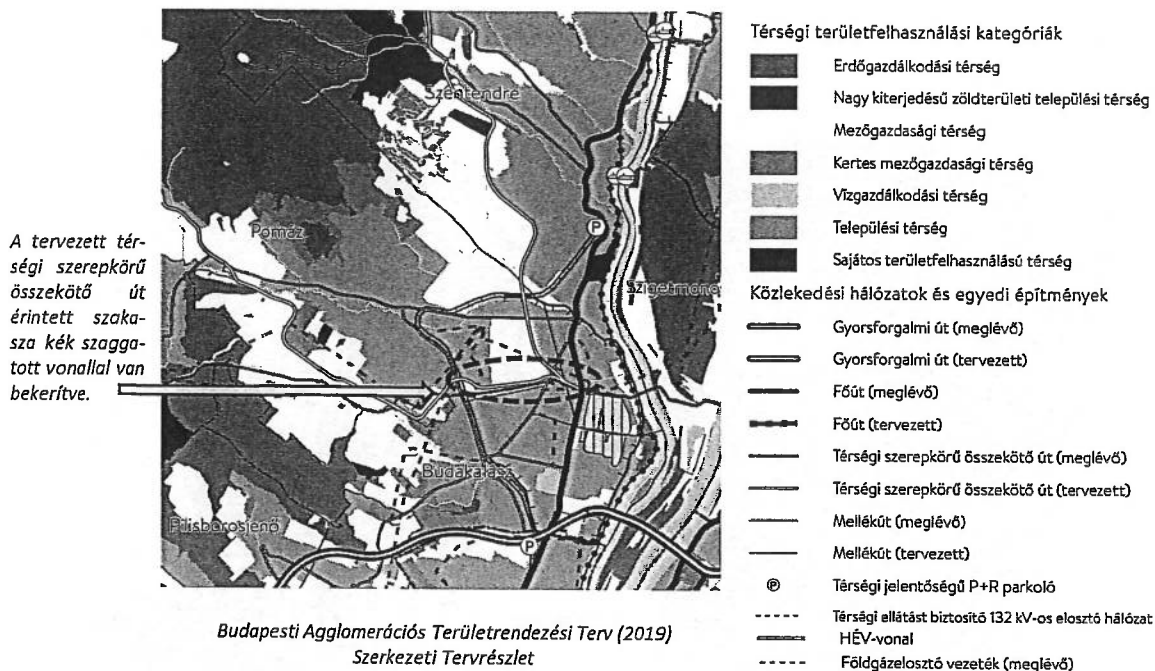 A tervezett tér-
ségi szerepkörű
összekötő út
érintett szaka-
sza kék szagga-
tott vonallal van
bekerítve.
Szentendre
Pomáz
Szigetmono
Budakalász
Pilisborosjenő
P
P
Budapesti Agglomerációs Területrendezési Terv (2019)
Szerkezeti Tervrészlet
Térségi területfelhasználási kategóriák
Erdőgazdálkodási térség
Nagy kiterjedésű zöldterületi települési térség
Mezőgazdasági térség
Kertes mezőgazdasági térség
Vízgazdálkodási térség
Települési térség
Sajátos területfelhasználású térség
Közlekedési hálózatok és egyedi építmények
Gyorsforgalmi út (meglévő)
Gyorsforgalmi út (tervezett)
Főút (meglévő)
Főút (tervezett)
Térségi szerepkörű összekötő út (meglévő)
Térségi szerepkörű összekötő út (tervezett)
Mellékút (meglévő)
Mellékút (tervezett)
P Térségi jelentőségű P+R parkoló
Térségi ellátást biztosító 132 kV-os elosztó hálózat
HÉV-vonal
Földgázelosztó vezeték (meglévő)